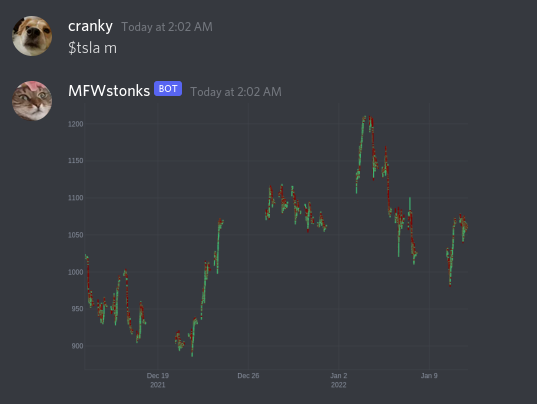 cranky Today at 2:02 AM
$tsla m
MFWstonks BOT Today at 2:02 AM
1200
1150
1100
1050
1000
950
900
Dec 19 Dec 26 Jan 2 Jan 9
2021 2022